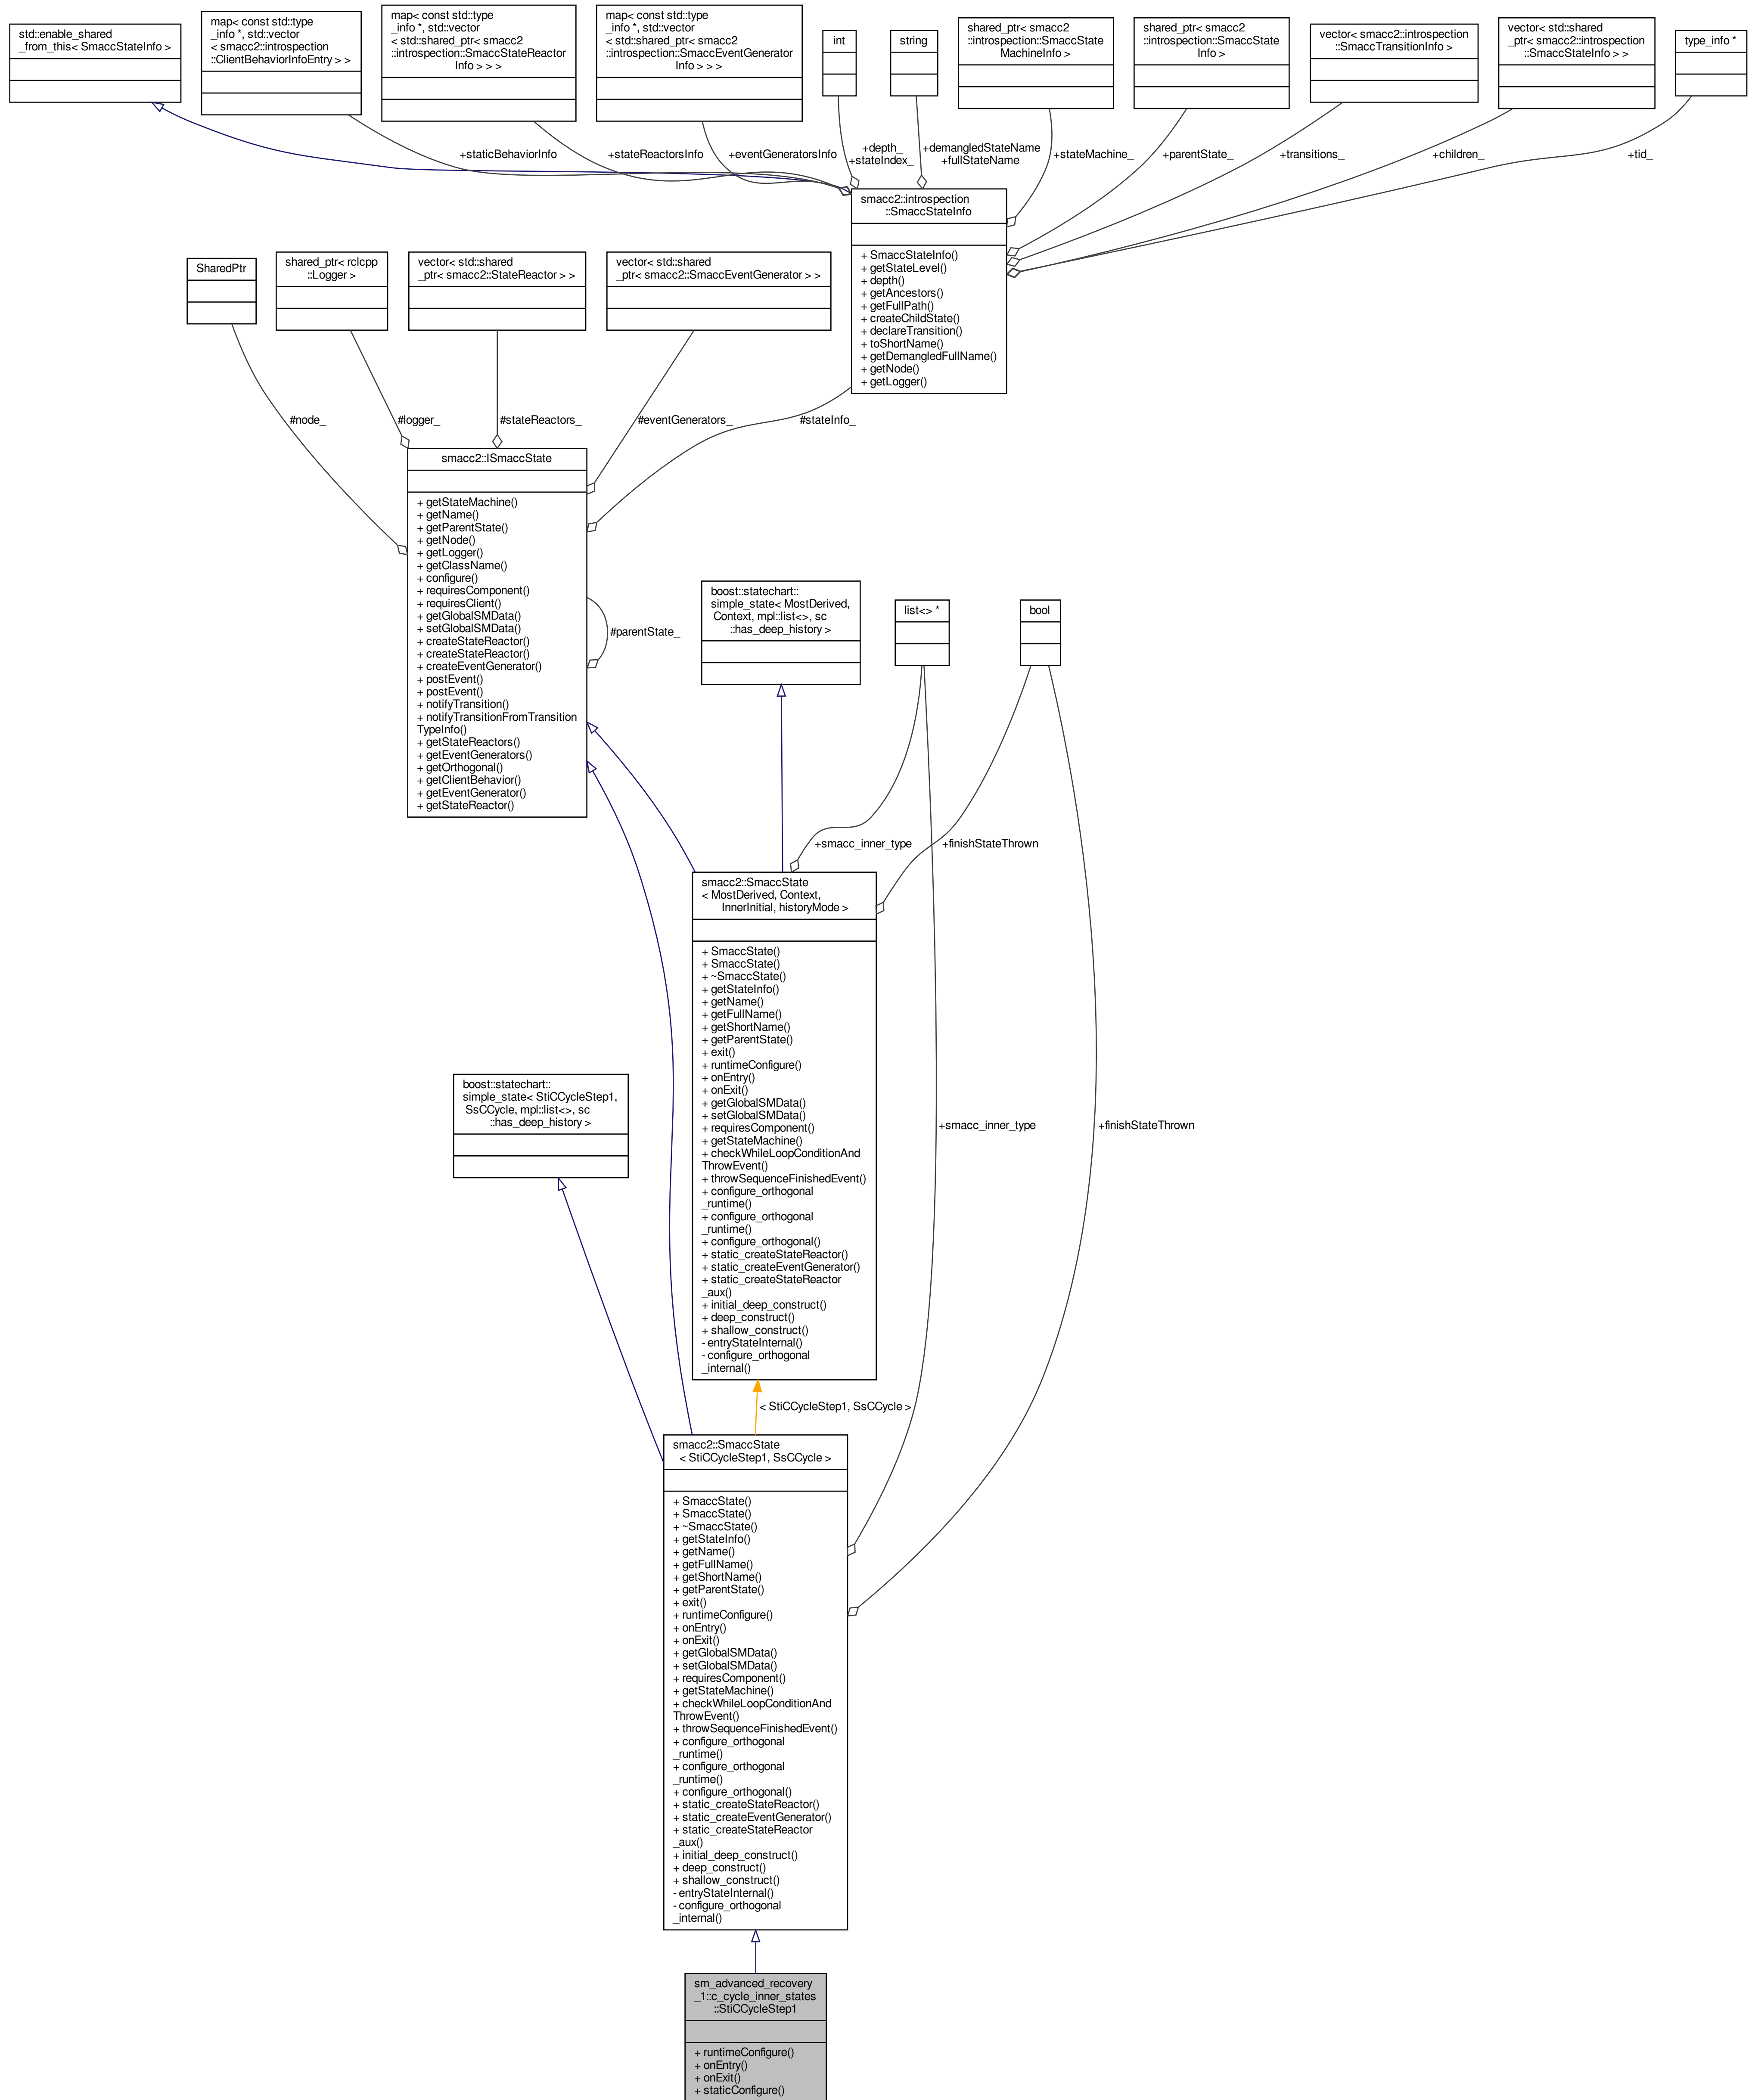 std::enable_shared
_from_this< SmaccStateInfo >
map< const std::type
_info *, std::vector
< smacc2::introspection
::ClientBehaviorInfoEntry > >
map< const std::type
_info *, std::vector
< std::shared_ptr< smacc2
::introspection::SmaccStateReactor
Info > > >
map< const std::type
_info *, std::vector
< std::shared_ptr< smacc2
::introspection::SmaccEventGenerator
Info > > >
int
string
shared_ptr< smacc2
::introspection::SmaccState
MachineInfo >
shared_ptr< smacc2
::introspection::SmaccState
Info >
vector< smacc2::introspection
::SmaccTransitionInfo >
vector< std::shared
_ptr< smacc2::introspection
::SmaccStateInfo > >
type_info *
+staticBehaviorInfo
+stateReactorsInfo
+eventGeneratorsInfo
+depth_
+stateIndex_
+demangledStateName
+fullStateName
+stateMachine_
+parentState_
+transitions_
+children_
+tid_
smacc2::introspection
::SmaccStateInfo
+ SmaccStateInfo()
+ getStateLevel()
+ depth()
+ getAncestors()
+ getFullPath()
+ createChildState()
+ declareTransition()
+ toShortName()
+ getDemangledFullName()
+ getNode()
+ getLogger()
SharedPtr
shared_ptr< rclcpp
::Logger >
vector< std::shared
_ptr< smacc2::StateReactor > >
vector< std::shared
_ptr< smacc2::SmaccEventGenerator > >
#node_
#logger_
#stateReactors_
#eventGenerators_
#stateInfo_
smacc2::ISmaccState
+ getStateMachine()
+ getName()
+ getParentState()
+ getNode()
+ getLogger()
+ getClassName()
+ configure()
+ requiresComponent()
+ requiresClient()
+ getGlobalSMData()
+ setGlobalSMData()
+ createStateReactor()
+ createStateReactor()
+ createEventGenerator()
+ postEvent()
+ postEvent()
+ notifyTransition()
+ notifyTransitionFromTransition
TypeInfo()
+ getStateReactors()
+ getEventGenerators()
+ getOrthogonal()
+ getClientBehavior()
+ getEventGenerator()
+ getStateReactor()
#parentState_
boost::statechart::
simple_state< MostDerived,
Context, mpl::list<>, sc
::has_deep_history >
list<> *
bool
+smacc_inner_type
+finishStateThrown
smacc2::SmaccState
< MostDerived, Context,
InnerInitial, historyMode >
+ SmaccState()
+ SmaccState()
+ ~SmaccState()
+ getStateInfo()
+ getName()
+ getFullName()
+ getShortName()
+ getParentState()
+ exit()
+ runtimeConfigure()
+ onEntry()
+ onExit()
+ getGlobalSMData()
+ setGlobalSMData()
+ requiresComponent()
+ getStateMachine()
+ checkWhileLoopConditionAnd
ThrowEvent()
+ throwSequenceFinishedEvent()
+ configure_orthogonal
_runtime()
+ configure_orthogonal
_runtime()
+ configure_orthogonal()
+ static_createStateReactor()
+ static_createEventGenerator()
+ static_createStateReactor
_aux()
+ initial_deep_construct()
+ deep_construct()
+ shallow_construct()
- entryStateInternal()
- configure_orthogonal
_internal()
boost::statechart::
simple_state< StiCCycleStep1,
SsCCycle, mpl::list<>, sc
::has_deep_history >
+smacc_inner_type
+finishStateThrown
< StiCCycleStep1, SsCCycle >
smacc2::SmaccState
< StiCCycleStep1, SsCCycle >
+ SmaccState()
+ SmaccState()
+ ~SmaccState()
+ getStateInfo()
+ getName()
+ getFullName()
+ getShortName()
+ getParentState()
+ exit()
+ runtimeConfigure()
+ onEntry()
+ onExit()
+ getGlobalSMData()
+ setGlobalSMData()
+ requiresComponent()
+ getStateMachine()
+ checkWhileLoopConditionAnd
ThrowEvent()
+ throwSequenceFinishedEvent()
+ configure_orthogonal
_runtime()
+ configure_orthogonal
_runtime()
+ configure_orthogonal()
+ static_createStateReactor()
+ static_createEventGenerator()
+ static_createStateReactor
_aux()
+ initial_deep_construct()
+ deep_construct()
+ shallow_construct()
- entryStateInternal()
- configure_orthogonal
_internal()
sm_advanced_recovery
_1::c_cycle_inner_states
::StiCCycleStep1
+ runtimeConfigure()
+ onEntry()
+ onExit()
+ staticConfigure()